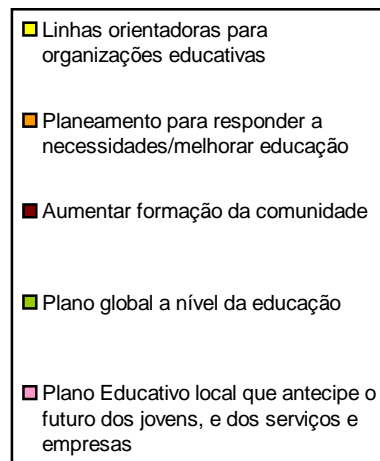 Linhas orientadoras para
organizações educativas
Planeamento para responder a
necessidades/melhorar educação
Aumentar formação da comunidade
Plano global a nível da educação
Plano Educativo local que antecipe o
futuro dos jovens, e dos serviços e
empresas